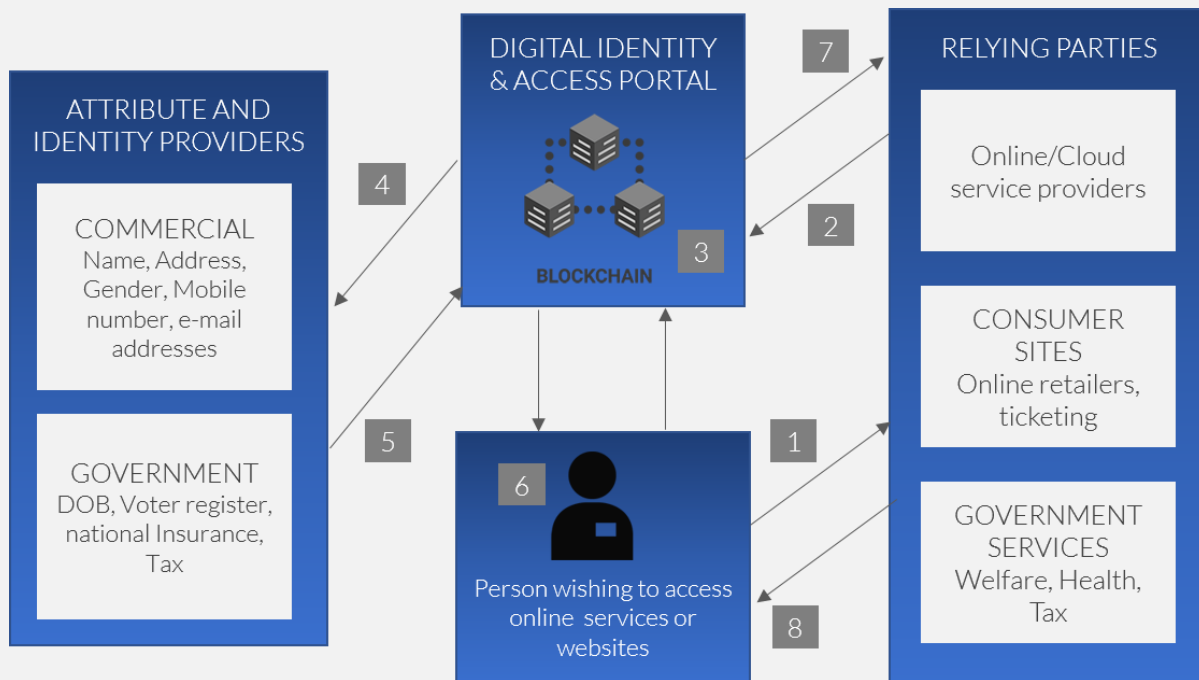 ATTRIBUTE AND
IDENTITY PROVIDERS
COMMERCIAL
Name, Address,
Gender, Mobile
number, e-mail
addresses
GOVERNMENT
DOB, Voter register,
national Insurance,
Tax
4
5
DIGITAL IDENTITY
& ACCESS PORTAL
BLOCKCHAIN
3
6
Person wishing to access
online services or
websites
7
2
1
8
RELYING PARTIES
Online/Cloud
service providers
CONSUMER
SITES
Online retailers,
ticketing
GOVERNMENT
SERVICES
Welfare, Health,
Tax